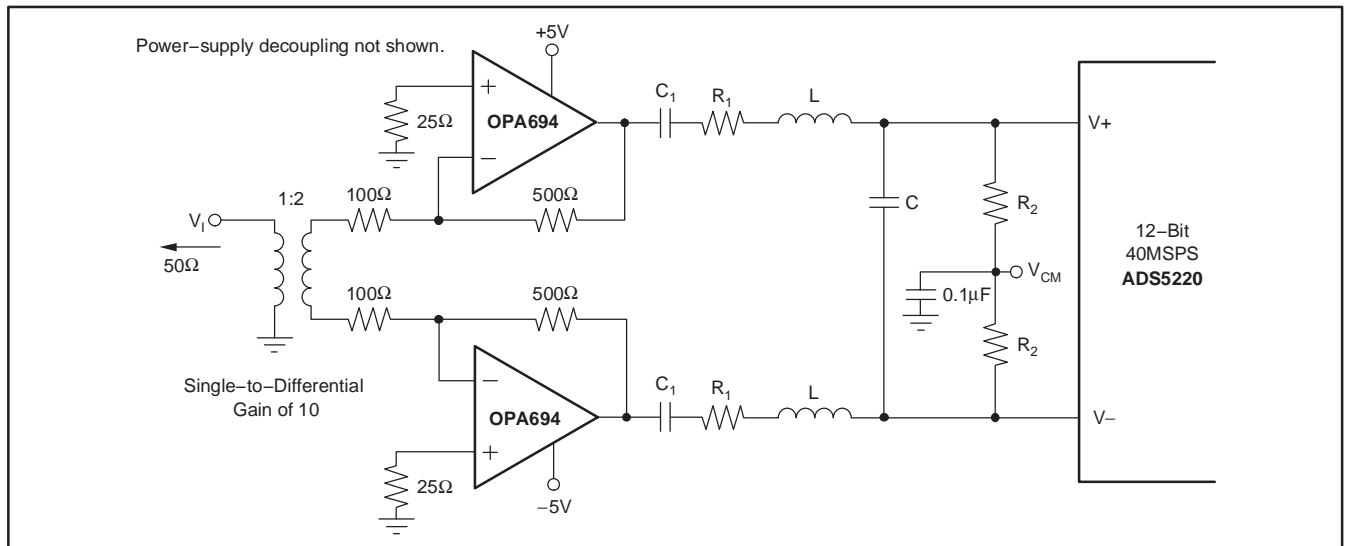 Power−supply decoupling not shown.
+5V
+
25Ω
OPA694
−
C1
R1
L
V+
1:2
100Ω
500Ω
VI
50Ω
C
R2
12−Bit
40MSPS
ADS5220
VCM
0.1μF
100Ω
500Ω
R2
Single−to−Differential
Gain of 10
−
OPA694
+
C1
R1
L
V−
25Ω
−5V